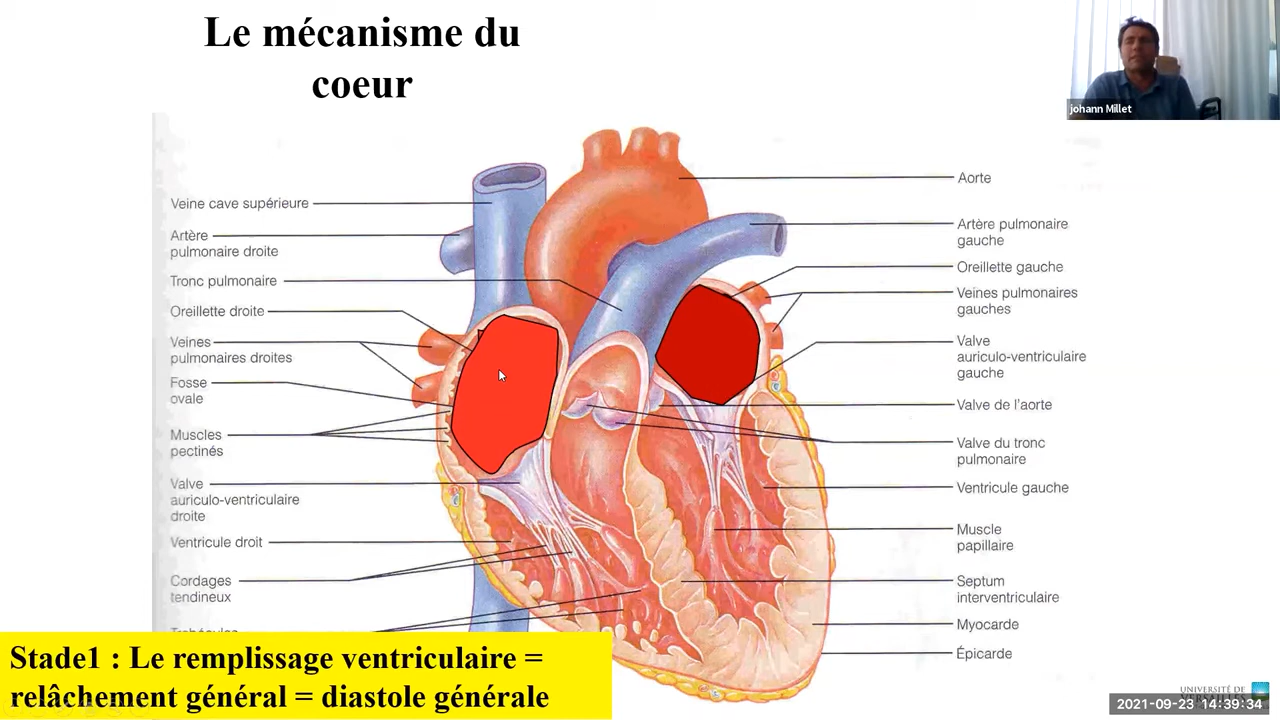 Le mécanisme du
coeur
johann Millet
Veine cave supérieure
Artère
pulmonaire droite
Tronc pulmonaire
Oreillette droite
Veines
pulmonaires droites
Fosse
ovale
Muscles
pectinés
Valve
auriculo-ventriculaire
droite
Ventricule droit
Cordages
tendineux
Aorte
Artère pulmonaire
gauche
Oreillette gauche
Veines pulmonaires
gauches
Valve
auriculo-ventriculaire
gauche
Valve de l'aorte
Valve du tronc
pulmonaire
Ventricule gauche
Muscle
papillaire
Septum
interventriculaire
Myocarde
Épicarde
Stade1 : Le remplissage ventriculaire =
relâchement général = diastole générale
UNIVERSITÉ DE
VERSAILLES
2021-09-23 14:39:34